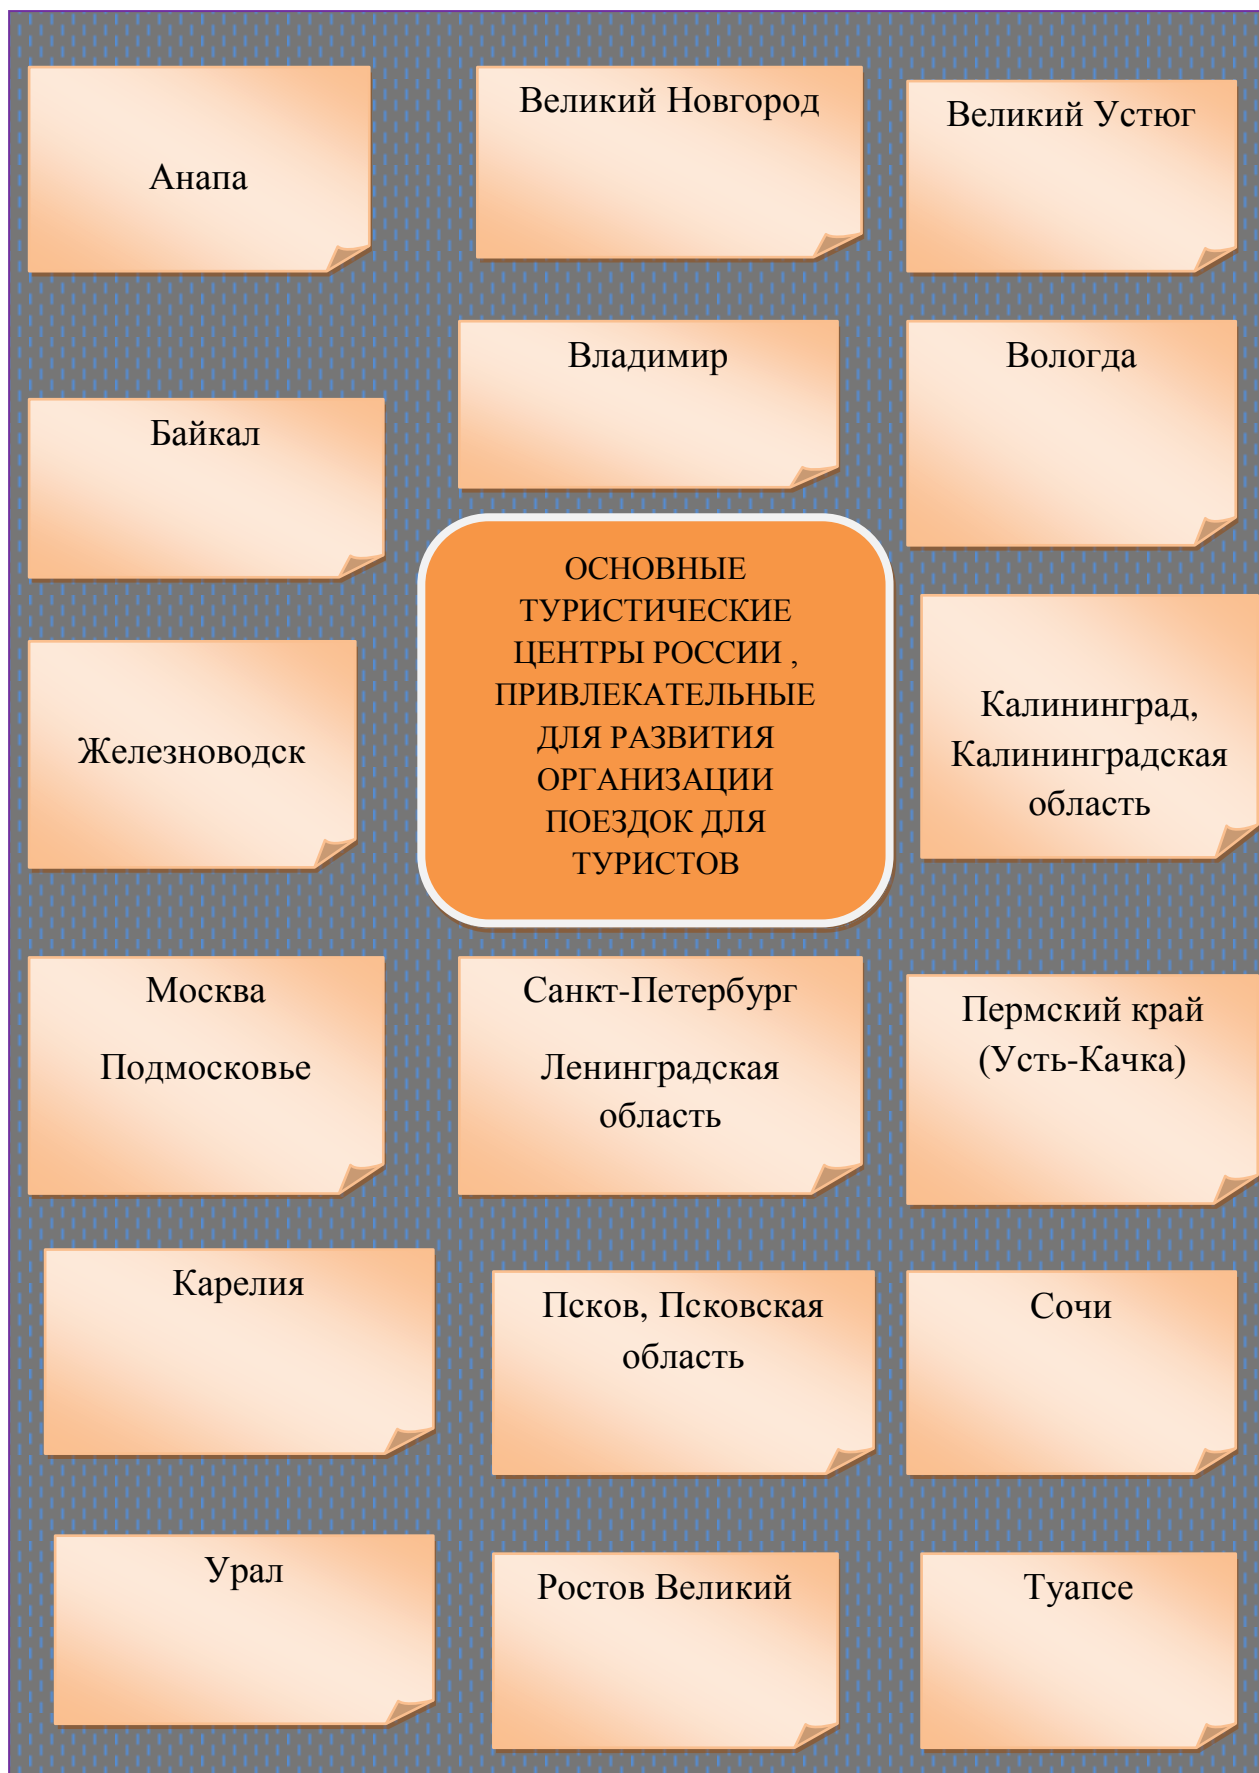 Анапа
Великий Новгород
Великий Устюг
Владимир
Вологда
Байкал
ОСНОВНЫЕ
ТУРИСТИЧЕСКИЕ
ЦЕНТРЫ РОССИИ ,
ПРИВЛЕКАТЕЛЬНЫЕ
ДЛЯ РАЗВИТИЯ
ОРГАНИЗАЦИИ
ПОЕЗДОК ДЛЯ
ТУРИСТОВ
Железноводск
Калининград,
Калининградская
область
Москва
Подмосковье
Санкт-Петербург
Ленинградская
область
Пермский край
(Усть-Качка)
Карелия
Псков, Псковская
область
Сочи
Урал
Ростов Великий
Туапсе